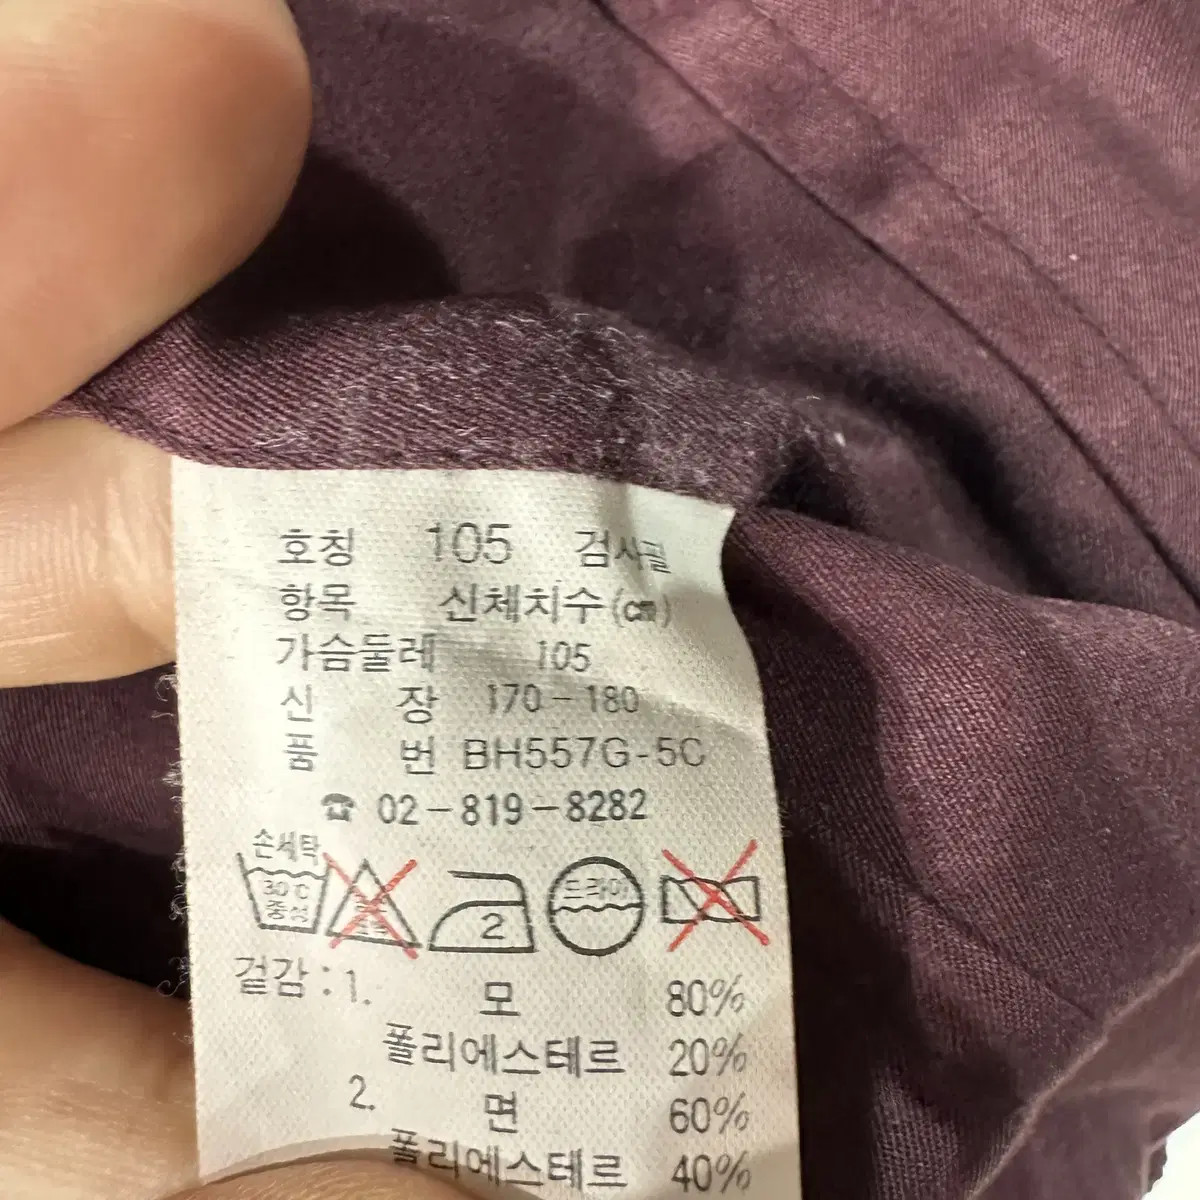 호칭 105 검사필
항목 신체치수(㎝)
가슴둘레 105
신 장 170-180
품 번 BH557G-5C
☎ 02-819-8282
손세탁
30℃
중성
2
드라이
겉감:1. 모 80%
폴리에스테르 20%
2. 면 60%
폴리에스테르 40%